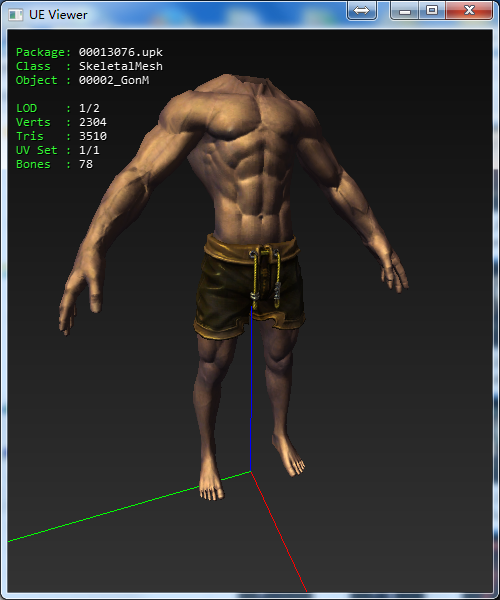 UE Viewer
Package: 00013076.upk
Class  : SkeletalMesh
Object : 00002_GonM
LOD    : 1/2
Verts  : 2304
Tris   : 3510
UV Set : 1/1
Bones  : 78